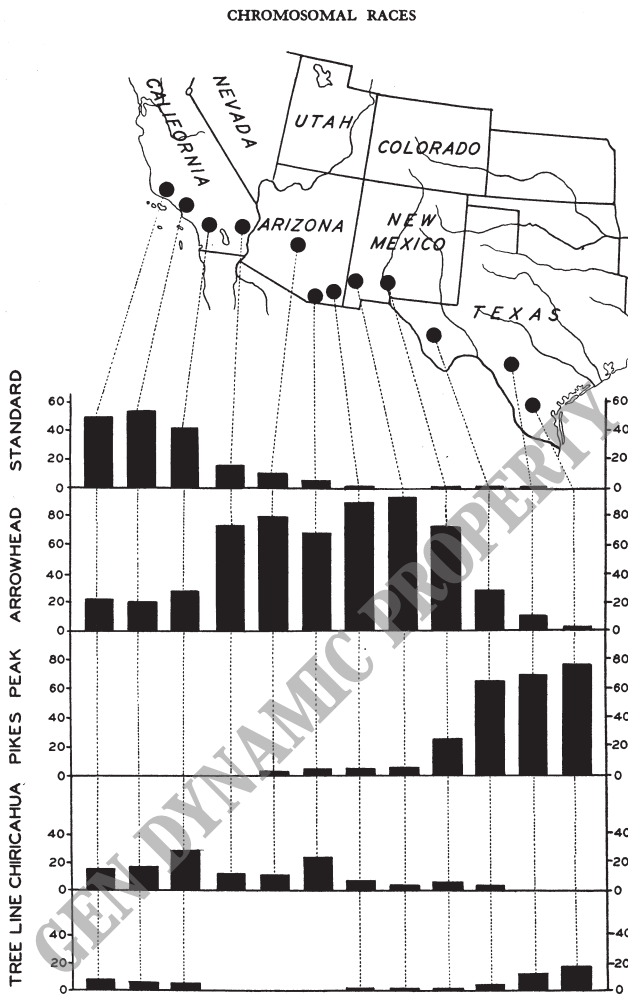 CHROMOSOMAL RACES
CALIFORNIA
NEVADA
UTAH
COLORADO
ARIZONA
NEW
MEXICO
TEXAS
STANDARD
60
40
20
0
60
40
20
0
ARROWHEAD
80
60
40
20
0
80
60
40
20
0
PIKES PEAK
80
60
40
20
0
80
60
40
20
0
CHIRICAHUA
40
20
0
40
20
0
TREE LINE
40
20
0
40
20
0
GEN DYNAMIC PROPERTY